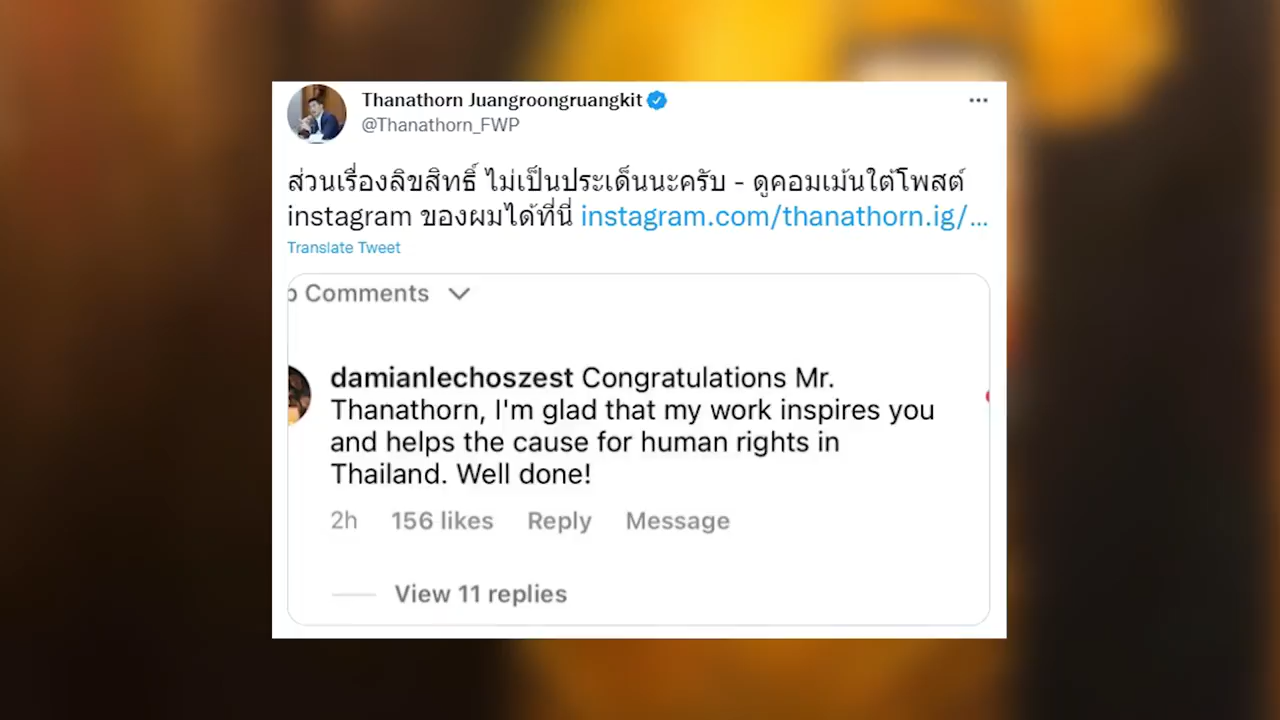 Thanathorn Juangroongruangkit
@Thanathorn_FWP
ส่วนเรื่องลิขสิทธิ์ ไม่เป็นประเด็นนะครับ - ดูคอมเม้นใต้โพสต์
instagram ของผมได้ที่นี่ instagram.com/thanathorn.ig/...
Translate Tweet
Comments
damianlechoszest Congratulations Mr.
Thanathorn, I'm glad that my work inspires you
and helps the cause for human rights in
Thailand. Well done!
2h 156 likes Reply Message
View 11 replies